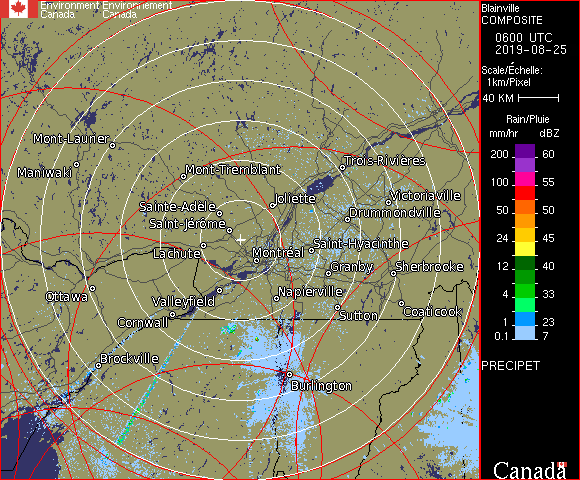 Environment Environnement
Canada Canada
Blainville
COMPOSITE
0600 UTC
2019-08-25
Scale/Échelle:
1km/Pixel
40 KM
Rain/Pluie
mm/hr dBZ
200 60
150 57
100 55
50 50
24 45
12 40
4 33
1 23
0.1 7
PRECIPET
Canada
Mont-Laurier
Maniwaki
Mont-Tremblant
Trois-Rivières
Sainte-Adèle
Joliette
Victoriaville
Saint-Jérôme
Drummondville
Lachute
Montréal
Saint-Hyacinthe
Granby
Sherbrooke
Ottawa
Valleyfield
Napierville
Cornwall
Sutton
Coaticook
Brockville
Burlington